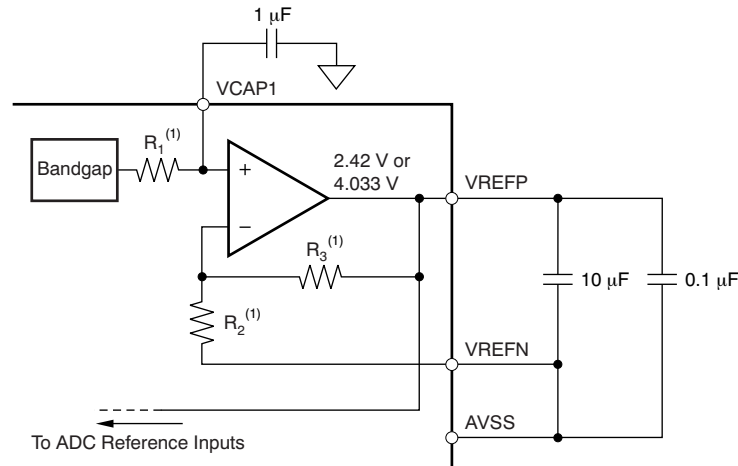 1 µF
VCAP1
Bandgap
R1(1)
+
2.42 V or
4.033 V
VREFP
−
R3(1)
10 µF
0.1 µF
R2(1)
VREFN
AVSS
To ADC Reference Inputs